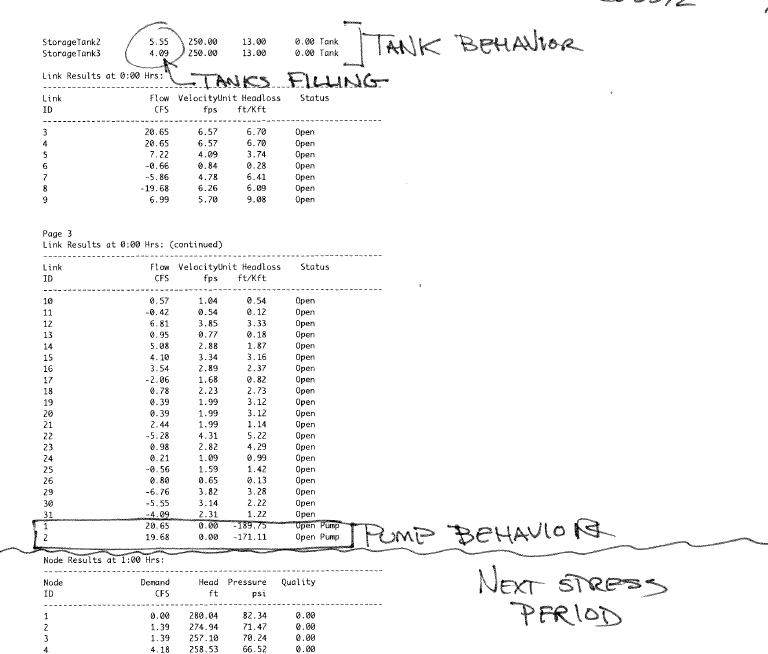 StorageTank2 5.55 250.00 13.00 0.00 Tank
StorageTank3 4.09 250.00 13.00 0.00 Tank
TANK BEHAVIOR
Link Results at 0:00 Hrs:
TANKS FILLING
Link Flow VelocityUnit Headloss Status
ID CFS fps ft/Kft
3 20.65 6.57 6.70 Open
4 20.65 6.57 6.70 Open
5 7.22 4.09 3.74 Open
6 -0.66 0.84 0.28 Open
7 -5.86 4.78 6.41 Open
8 -19.68 6.26 6.09 Open
9 6.99 5.70 9.08 Open
Page 3
Link Results at 0:00 Hrs: (continued)
Link Flow VelocityUnit Headloss Status
ID CFS fps ft/Kft
10 0.57 1.04 0.54 Open
11 -0.42 0.54 0.12 Open
12 6.81 3.85 3.33 Open
13 0.95 0.77 0.18 Open
14 5.08 2.88 1.87 Open
15 4.10 3.34 3.16 Open
16 3.54 2.89 2.37 Open
17 -2.06 1.68 0.82 Open
18 0.78 2.23 2.73 Open
19 0.39 1.99 3.12 Open
20 0.39 1.99 3.12 Open
21 2.44 1.99 1.14 Open
22 -5.28 4.31 5.22 Open
23 0.98 2.82 4.29 Open
24 0.21 1.09 0.99 Open
25 -0.56 1.59 1.42 Open
26 0.80 0.65 0.13 Open
29 -6.76 3.82 3.28 Open
30 -5.55 3.14 2.22 Open
31 -4.09 2.31 1.22 Open
1 20.65 0.00 -189.75 Open Pump
2 19.68 0.00 -171.11 Open Pump
PUMP BEHAVIOR
Node Results at 1:00 Hrs:
NEXT STRESS
PERIOD
Node Demand Head Pressure Quality
ID CFS ft psi
1 0.00 280.04 82.34 0.00
2 1.39 274.94 71.47 0.00
3 1.39 257.10 70.24 0.00
4 4.18 258.53 66.52 0.00